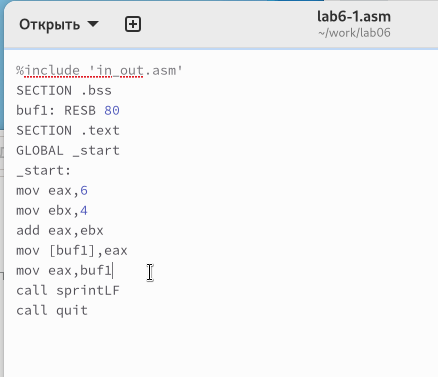 Открыть
lab6-1.asm
~/work/lab06
%include 'in_out.asm'
SECTION .bss
buf1: RESB 80
SECTION .text
GLOBAL _start
_start:
mov eax,6
mov ebx,4
add eax,ebx
mov [buf1],eax
mov eax,buf1
call sprintLF
call quit